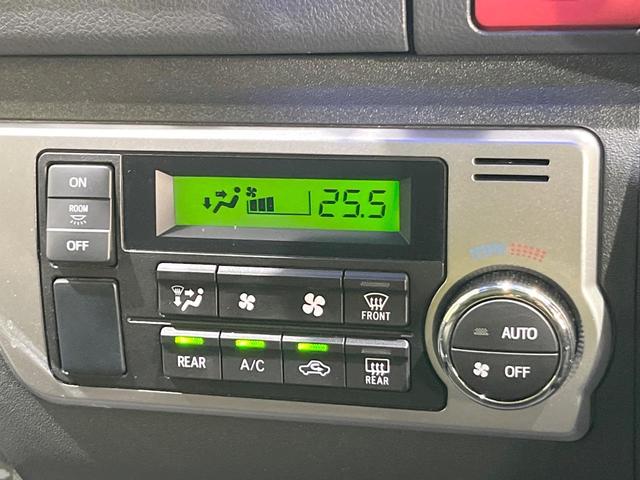 ON
ROOM
OFF
25.5
FRONT
REAR
A/C
REAR
AUTO
OFF